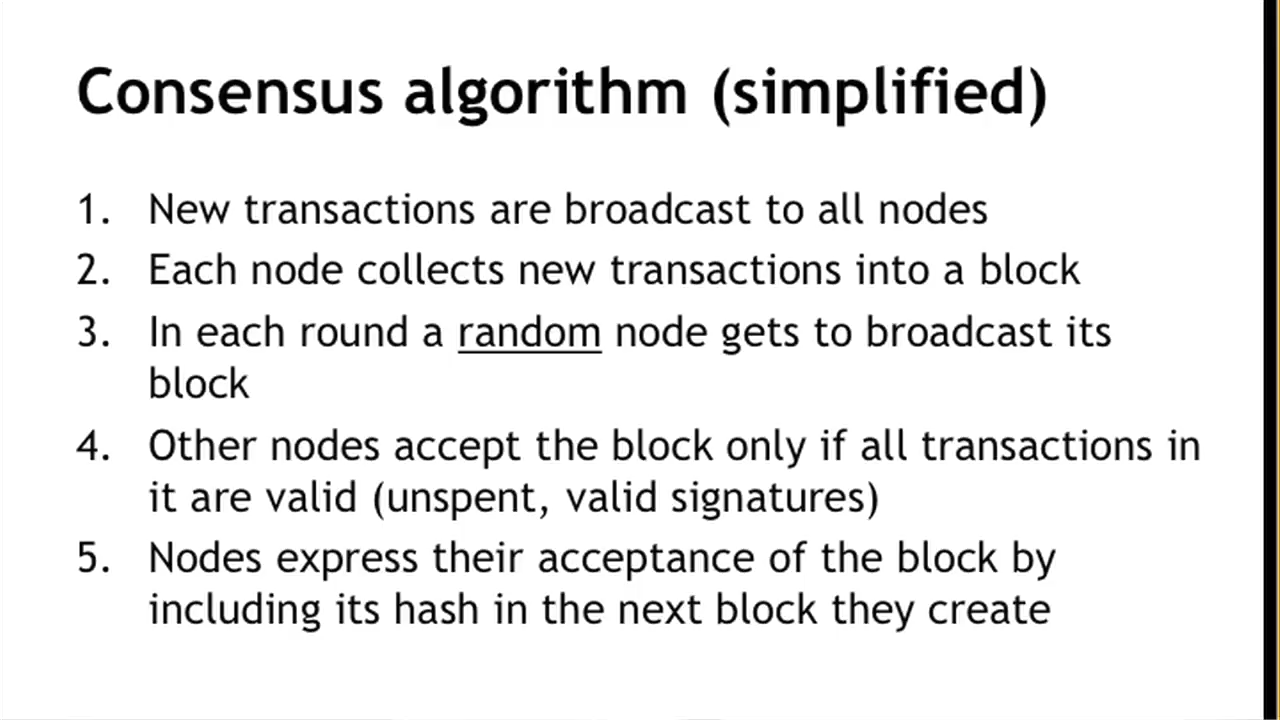 Consensus algorithm (simplified)
1. New transactions are broadcast to all nodes
2. Each node collects new transactions into a block
3. In each round a random node gets to broadcast its
block
4. Other nodes accept the block only if all transactions in
it are valid (unspent, valid signatures)
5. Nodes express their acceptance of the block by
including its hash in the next block they create